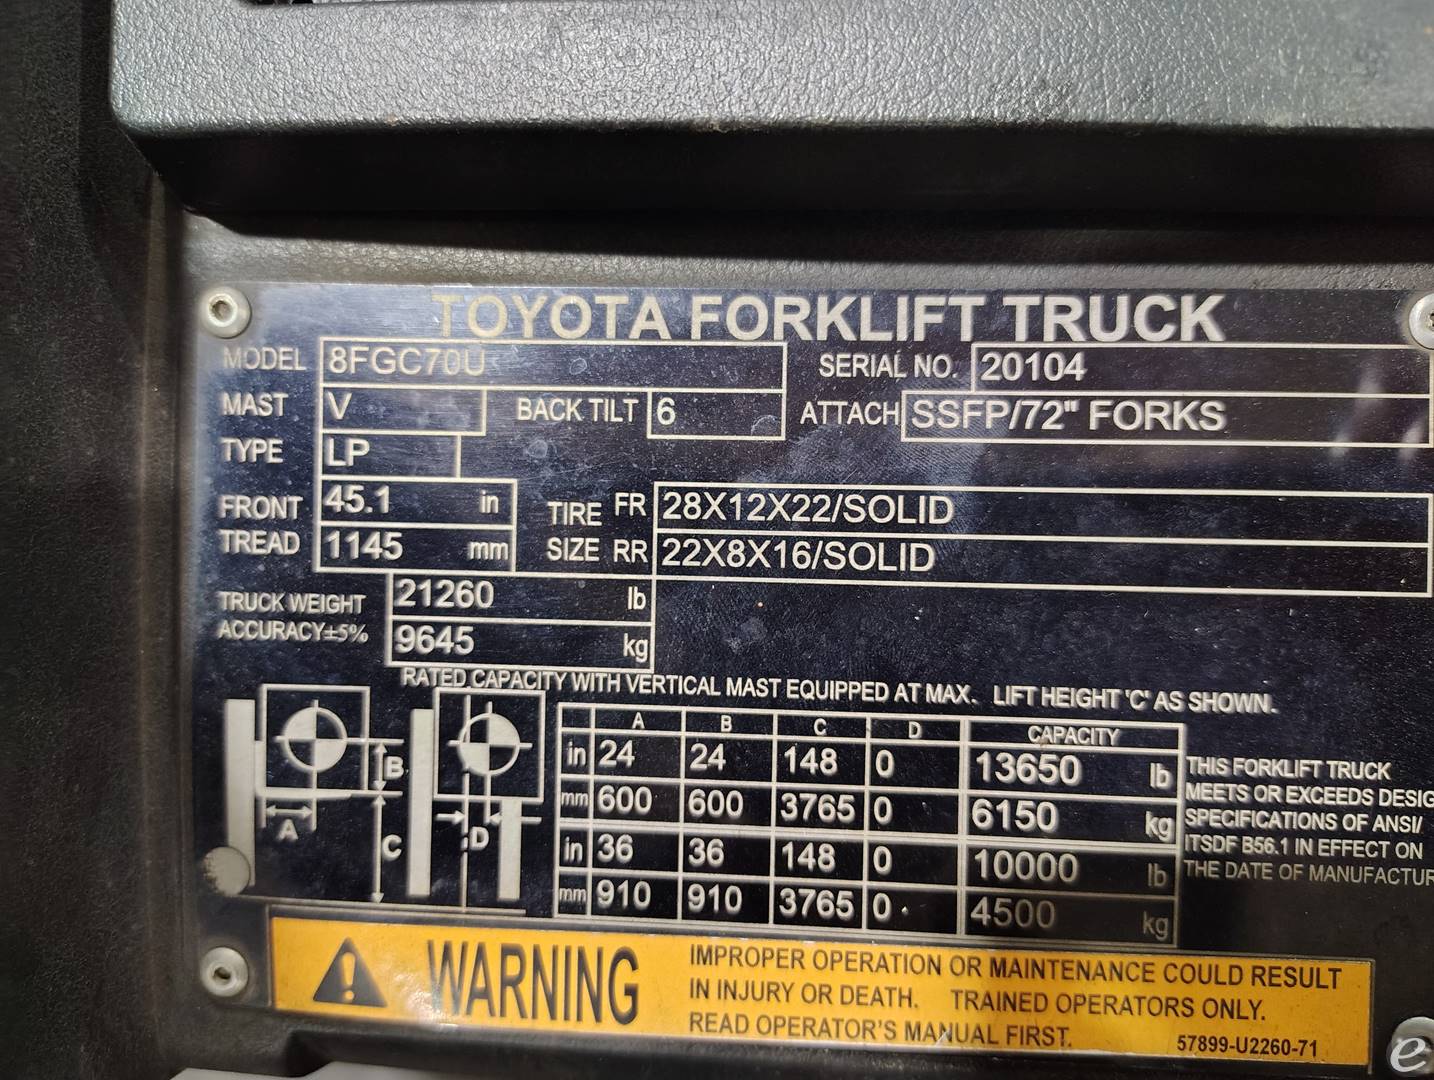 TOYOTA FORKLIFT TRUCK
MODEL 8FGC70U SERIAL NO. 20104
MAST V BACK TILT 6 ATTACH SSFP/72" FORKS
TYPE LP
FRONT TREAD 45.1 in TIRE SIZE FR 28X12X22/SOLID
1145 mm RR 22X8X16/SOLID
TRUCK WEIGHT 21260 lb
ACCURACY±5% 9645 kg
RATED CAPACITY WITH VERTICAL MAST EQUIPPED AT MAX. LIFT HEIGHT 'C' AS SHOWN.
A B C D CAPACITY
in 24 24 148 0 13650 lb
mm 600 600 3765 0 6150 kg
in 36 36 148 0 10000 lb
mm 910 910 3765 0 4500 kg
A B C D
THIS FORKLIFT TRUCK
MEETS OR EXCEEDS DESIG
SPECIFICATIONS OF ANSI/
ITSDF B56.1 IN EFFECT ON
THE DATE OF MANUFACTUR
WARNING
IMPROPER OPERATION OR MAINTENANCE COULD RESULT
IN INJURY OR DEATH. TRAINED OPERATORS ONLY.
READ OPERATOR'S MANUAL FIRST.
57899-U2260-71
e